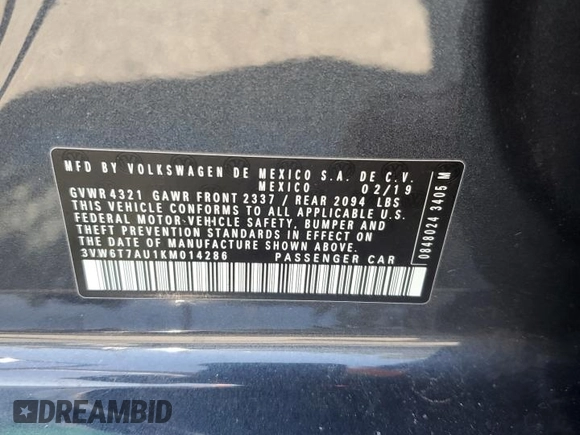 MFD BY VOLKSWAGEN DE MEXICO S.A. DE C.V.
MEXICO 02/19
GVWR 4321 GAWR FRONT 2337 / REAR 2094 LBS
THIS VEHICLE CONFORMS TO ALL APPLICABLE U.S.
FEDERAL MOTOR-VEHICLE SAFETY, BUMPER AND
THEFT PREVENTION STANDARDS IN EFFECT ON
THE DATE OF MANUFACTURE SHOWN ABOVE.
3VW6T7AU1KM014286 PASSENGER CAR
0848024 3405 M
DREAMBID